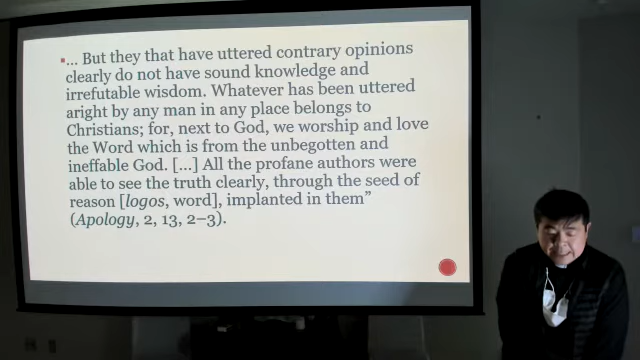 ... But they that have uttered contrary opinions
clearly do not have sound knowledge and
irrefutable wisdom. Whatever has been uttered
aright by any man in any place belongs to
Christians; for, next to God, we worship and love
the Word which is from the unbegotten and
ineffable God. [...] All the profane authors were
able to see the truth clearly, through the seed of
reason [logos, word], implanted in them”
(Apology, 2, 13, 2–3).